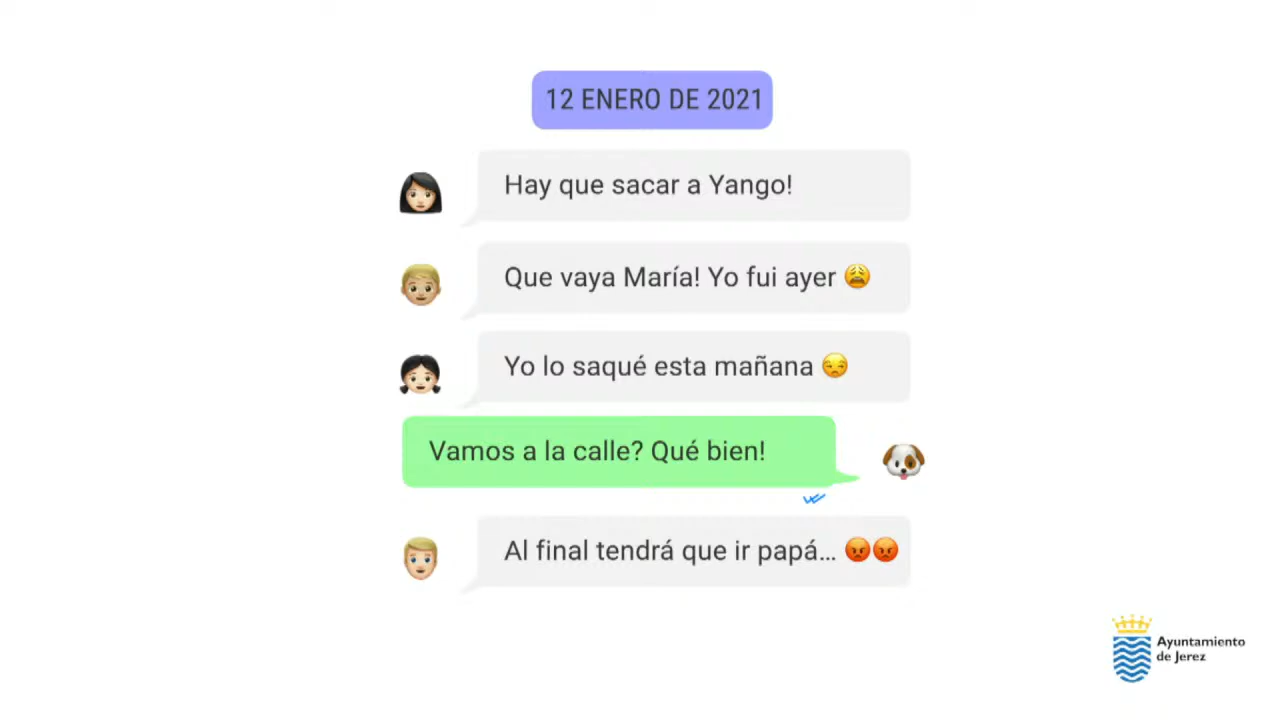 12 ENERO DE 2021
Hay que sacar a Yango!
Que vaya María! Yo fui ayer 😩
Yo lo saqué esta mañana 😒
Vamos a la calle? Qué bien!
Al final tendrá que ir papá... 😡😡
Ayuntamiento
de Jerez